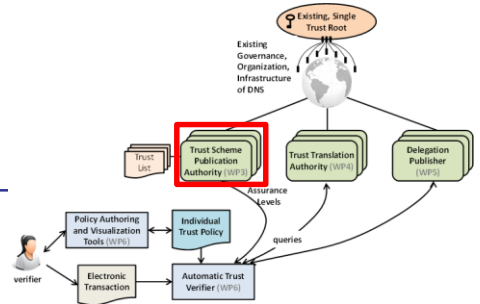 Existing, Single
Trust Root
Existing
Governance,
Organization,
Infrastructure
of DNS
Trust
List
Trust Scheme
Publication
Authority (WP3)
Trust Translation
Authority (WP4)
Delegation
Publisher
(WP5)
Assurance
Levels
queries
Policy Authoring
and Visualization
Tools (WP6)
Individual
Trust Policy
verifier
Electronic
Transaction
Automatic Trust
Verifier (WP6)